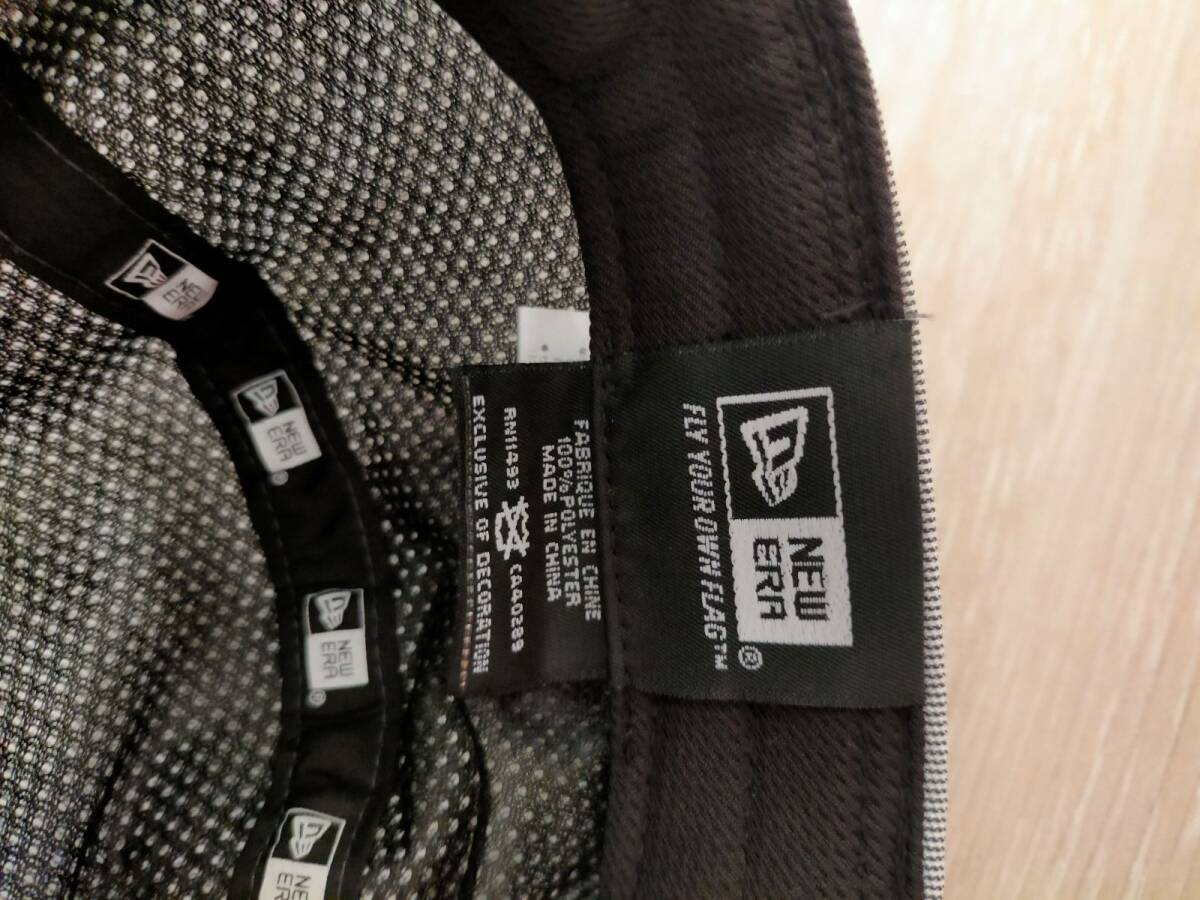 NEW
ERA
®
FLY YOUR OWN FLAG™
FABRIQUE EN CHINE
100% POLYESTER
MADE IN CHINA
RN11493 CA40289
EXCLUSIVE OF DECORATION
NEW
ERA
NEW
ERA
®
NEW
ERA
®
NEW
ERA